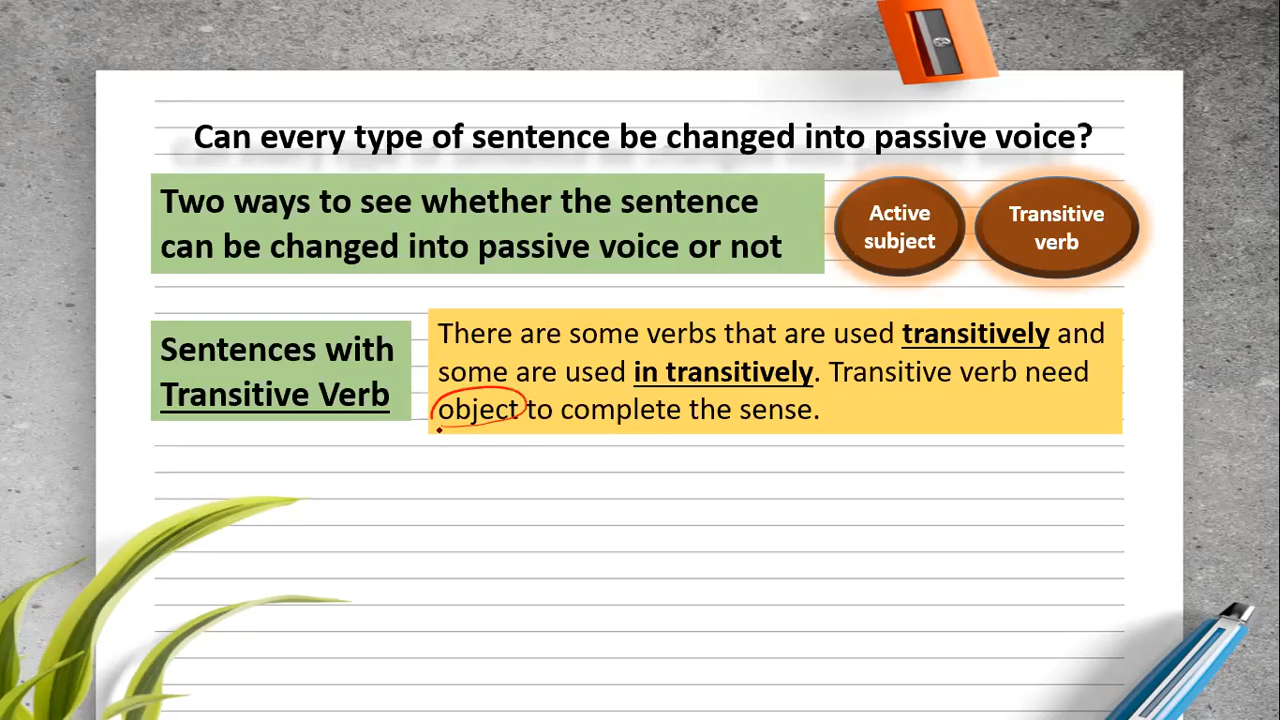 Can every type of sentence be changed into passive voice?
Two ways to see whether the sentence
can be changed into passive voice or not
Active
subject
Transitive
verb
Sentences with
Transitive Verb
There are some verbs that are used transitively and
some are used in transitively. Transitive verb need
object to complete the sense.